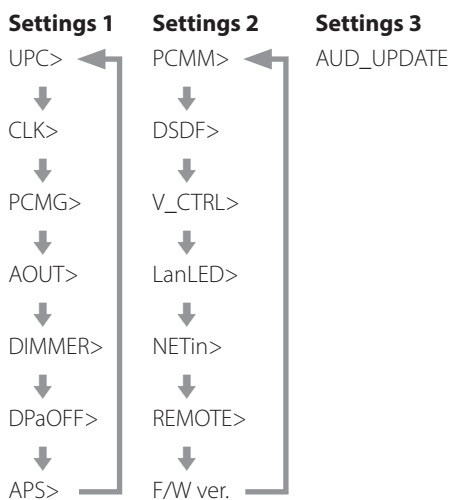 Settings 1
UPC>
CLK>
PCMG>
AOUT>
DIMMER>
DPaOFF>
APS>
Settings 2
PCMM>
DSDF>
V_CTRL>
LanLED>
NETin>
REMOTE>
F/W ver.
Settings 3
AUD_UPDATE